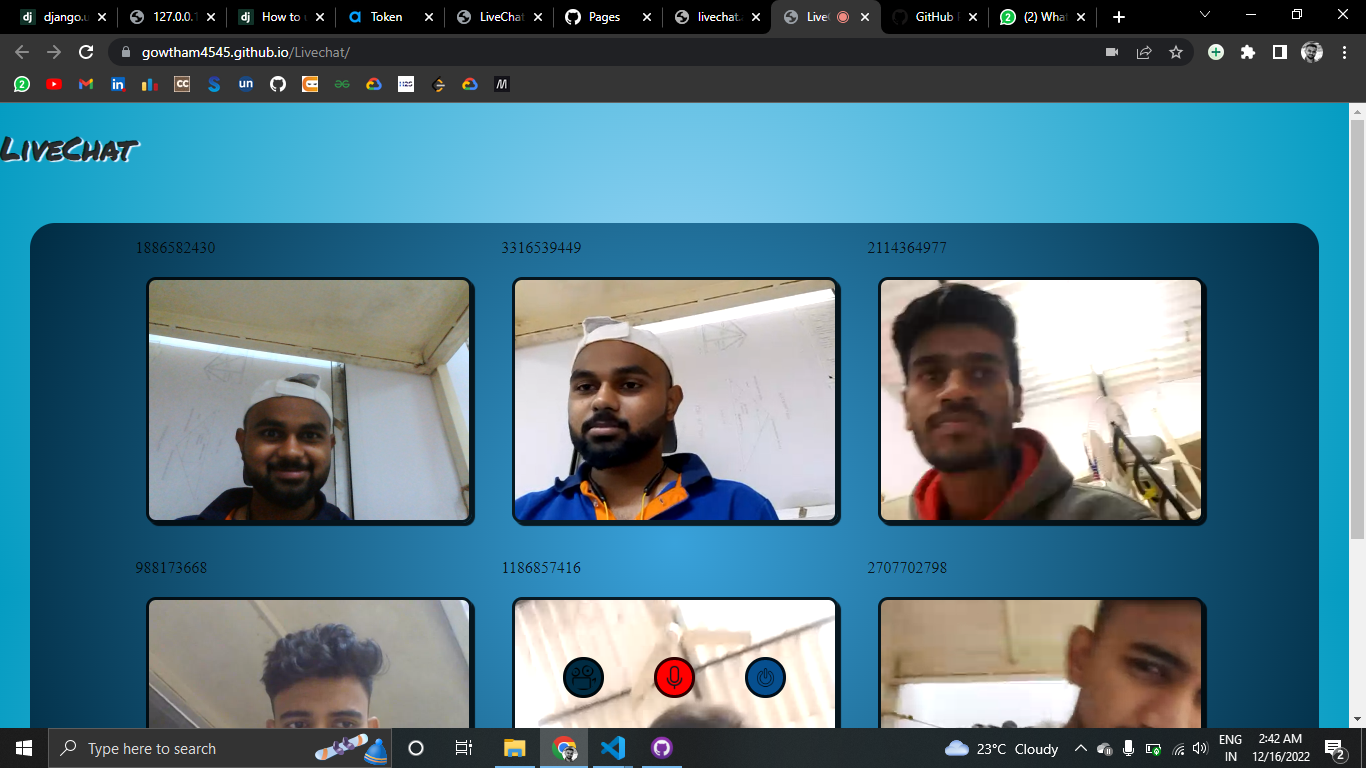 django.u
127.0.0.1
How to u
Token
LiveChat
Pages
livechat.
Live
GitHub
(2) What
gowtham4545.github.io/Livechat/
LiveChat
1886582430 3316539449 2114364977
988173668 1186857416 2707702798
Type here to search
23°C Cloudy
ENG
IN
2:42 AM
12/16/2022
2